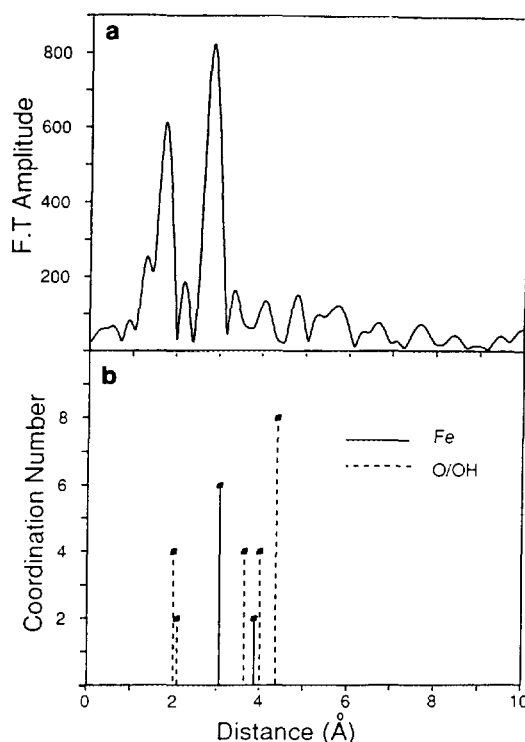 a
800
600
400
200
F.T Amplitude
b
8
6
4
2
Coordination Number
Fe
O/OH
0 2 4 6 8 10
Distance (Å)